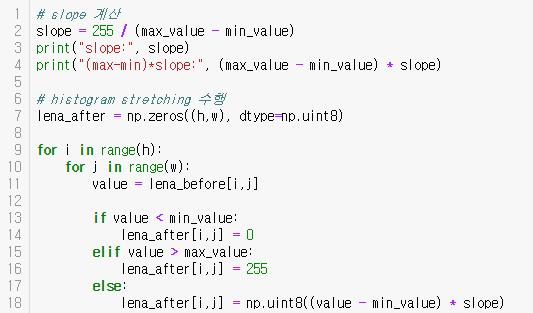 1 # slope 계산
2 slope = 255 / (max_value - min_value)
3 print("slope:", slope)
4 print("(max-min)*slope:", (max_value - min_value) * slope)
5
6 # histogram stretching 수행
7 lena_after = np.zeros((h,w), dtype=np.uint8)
8
9 for i in range(h):
10     for j in range(w):
11         value = lena_before[i,j]
12
13         if value < min_value:
14             lena_after[i,j] = 0
15         elif value > max_value:
16             lena_after[i,j] = 255
17         else:
18             lena_after[i,j] = np.uint8((value - min_value) * slope)